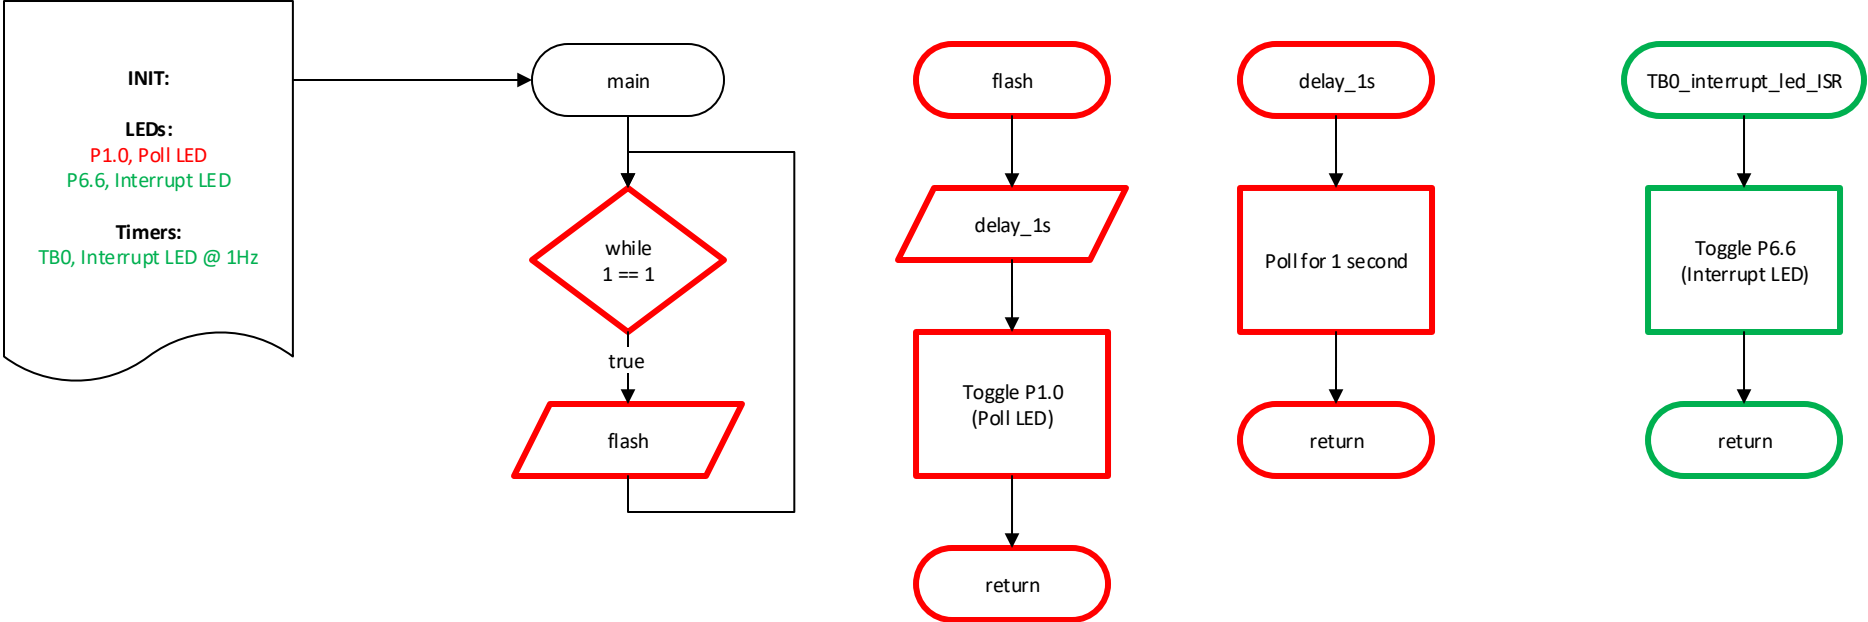 INIT:
LEDs:
P1.0, Poll LED
P6.6, Interrupt LED
Timers:
TB0, Interrupt LED @ 1Hz
main
while
1 == 1
true
flash
flash
delay_1s
Toggle P1.0
(Poll LED)
return
delay_1s
Poll for 1 second
return
TB0_interrupt_led_ISR
Toggle P6.6
(Interrupt LED)
return